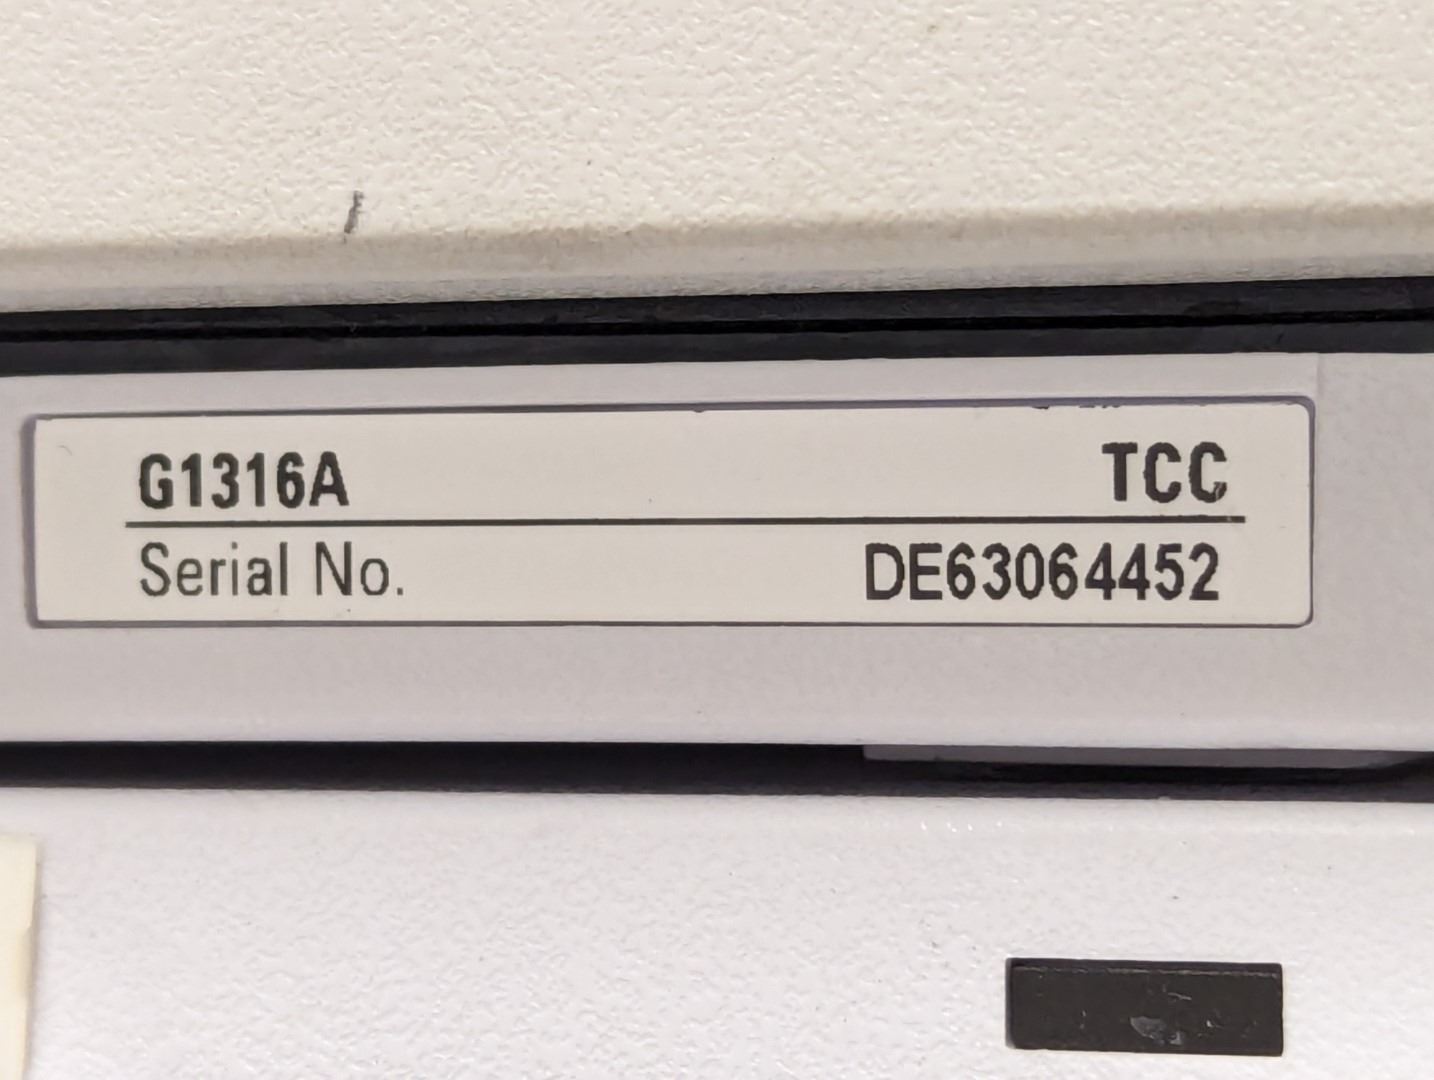 G1316A TCC
Serial No. DE63064452